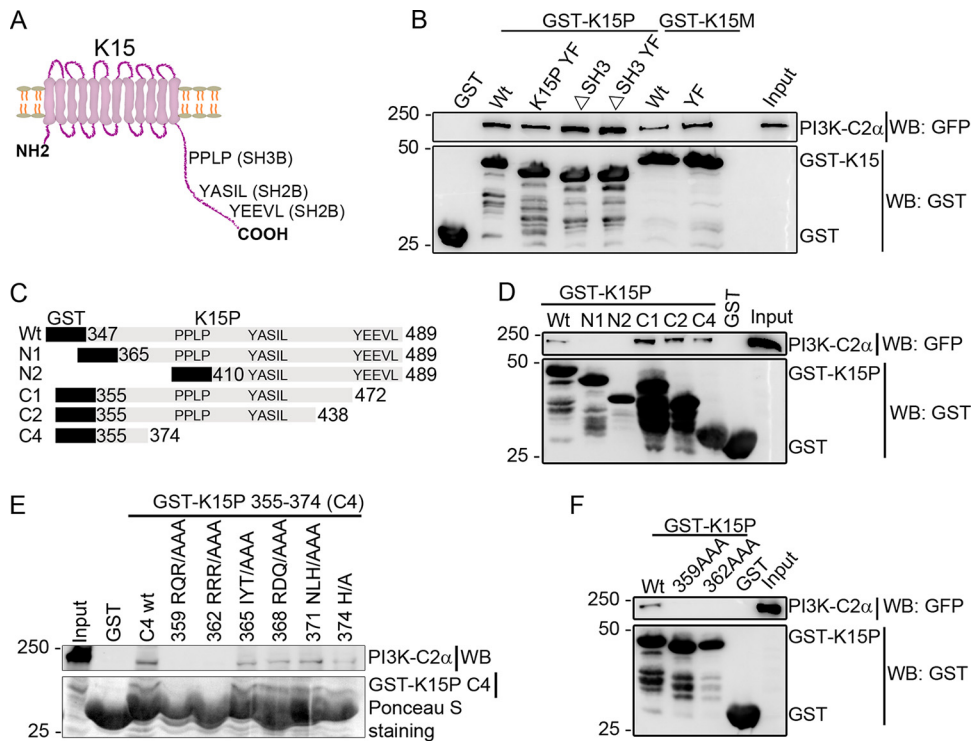 A
K15
NH2
PPLP (SH3B)
YASIL (SH2B)
YEEVL (SH2B)
COOH
B
GST-K15P GST-K15M
GST Wt K15P YF △SH3 △SH3 YF Wt YF Input
250
PI3K-C2α WB: GFP
50
GST-K15
WB: GST
25
GST
C
GST K15P
Wt 347 PPLP YASIL YEEVL 489
N1 365 PPLP YASIL YEEVL 489
N2 410 YASIL YEEVL 489
C1 355 PPLP YASIL 472
C2 355 PPLP YASIL 438
C4 355 374
D
GST-K15P
Wt N1 N2 C1 C2 C4 GST Input
250
PI3K-C2α WB: GFP
50
GST-K15P
WB: GST
25
GST
E
GST-K15P 355-374 (C4)
Input GST C4 wt 359 RQR/AAA 362 RRR/AAA 365 IYT/AAA 368 RDQ/AAA 371 NLH/AAA 374 H/A
250
PI3K-C2α WB
GST-K15P C4
Ponceau S
25
staining
F
GST-K15P
Wt 359AAA 362AAA GST Input
250
PI3K-C2α WB: GFP
50
GST-K15P
WB: GST
25
GST